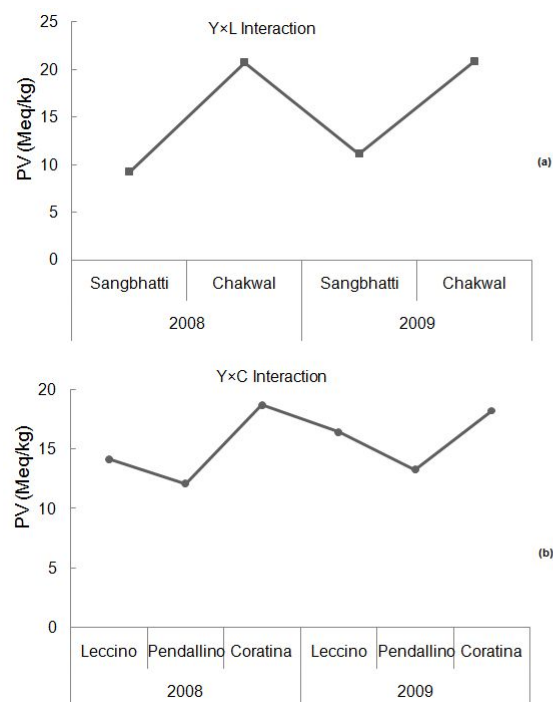 Y×L Interaction
PV (Meq/kg)
25
20
15
10
5
0
Sangbhatti Chakwal Sangbhatti Chakwal
2008 2009
(a)
Y×C Interaction
PV (Meq/kg)
20
15
10
5
0
Leccino Pendallino Coratina Leccino Pendallino Coratina
2008 2009
(b)